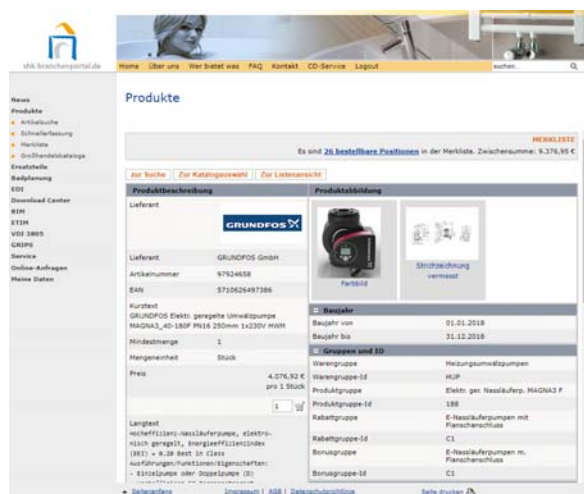 shk-branchenportal.de
Home Über uns Wer bietet was FAQ Kontakt CD-Service Logout
suchen
News
Produkte
Artikelsuche
Schnellerfassung
Merkliste
Großhandelskataloge
Ersatzteile
Badplanung
EDI
Download Center
BIM
ETIM
VDI 3805
GRIPS
Service
Online-Anfragen
Meine Daten
Produkte
MERKLISTE
Es sind 26 bestellbare Positionen in der Merkliste. Zwischensumme: 9.376,95 €
zur Suche Zur Katalogauswahl Zur Listenansicht
Produktbeschreibung
Lieferant
GRUNDFOS
Lieferant GRUNDFOS GmbH
Artikelnummer 97924658
EAN 5710626497386
Kurztext
GRUNDFOS Elektr. geregelte Umwälzpumpe
MAGNA3_40-180F PN16 250mm 1x230V HWM
Mindestmenge 1
Mengeneinheit Stück
Preis 4.076,92 €
pro 1 Stück
1
Langtext
Hocheffizienz-Nassläuferpumpe, elektro-
nisch geregelt, Energieeffizienzindex
(EEI) = 0.20 Best in Class
Ausführungen/Funktionen/Eigenschaften:
- Einzelpumpe oder Doppelpumpe (D)
Produktabbildung
Farbbild
Strichzeichnung
vermasst
Baujahr
Baujahr von 01.01.2018
Baujahr bis 31.12.2018
Gruppen und ID
Warengruppe Heizungsumwälzpumpen
Warengruppe-Id HUP
Produktgruppe Elektr. ger. Nassläuferp. MAGNA3 F
Produktgruppe-Id 188
Rabattgruppe E-Nassläuferpumpen mit
Flanschanschluss
Rabattgruppe-Id C1
Bonusgruppe E-Nassläuferpumpen m.
Flanschanschluss
Bonusgruppe-Id C1
Seitenanfang Impressum | AGB | Datenschutzrichtlinie Seite drucken